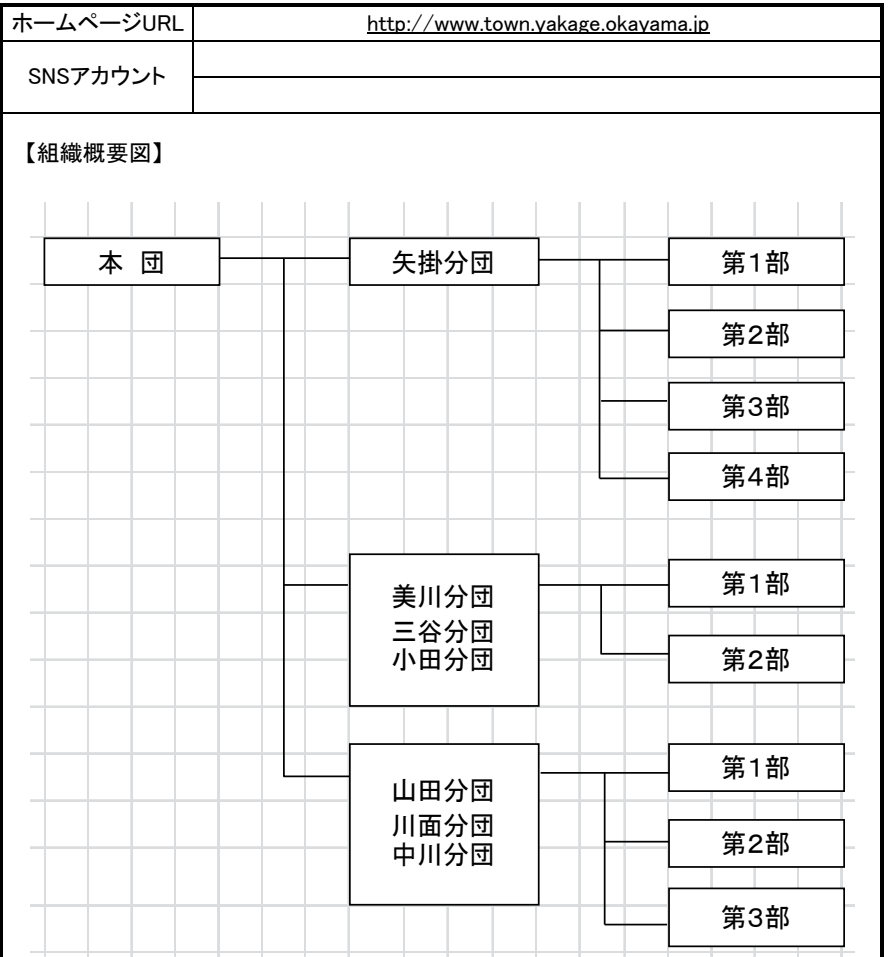 ホームページURL http://www.town.yakage.okayama.jp
SNSアカウント
【組織概要図】
本 団 矢掛分団 第1部
第2部
第3部
第4部
美川分団
三谷分団
小田分団
第1部
第2部
山田分団
川面分団
中川分団
第1部
第2部
第3部